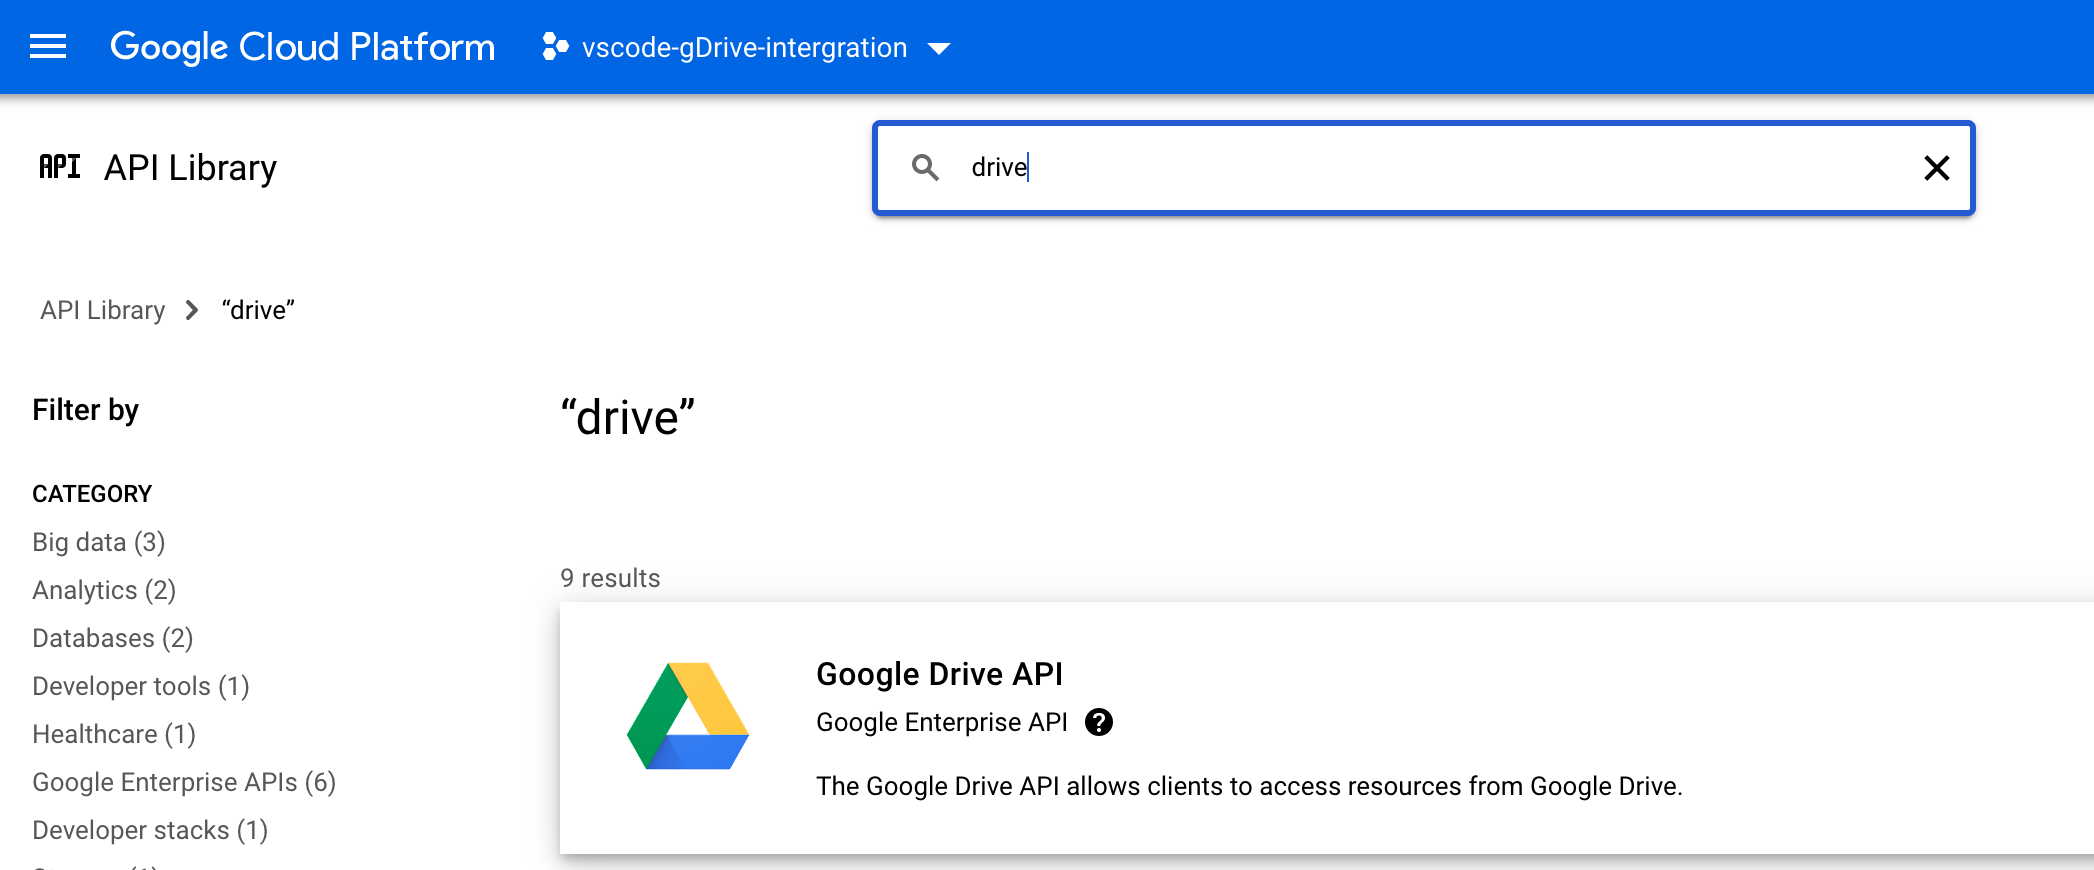 Google Cloud Platform
vscode-gDrive-intergration
API API Library
drive
API Library “drive”
Filter by
“drive”
CATEGORY
Big data (3)
Analytics (2)
Databases (2)
Developer tools (1)
Healthcare (1)
Google Enterprise APIs (6)
Developer stacks (1)
9 results
Google Drive API
Google Enterprise API ?
The Google Drive API allows clients to access resources from Google Drive.